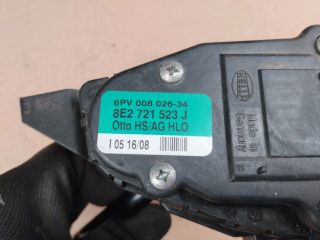 6PV 008 026-34
8E2 721 523 J
Otto HS/AG HLO
I 05 16/08
HELLA
Made in
Germany